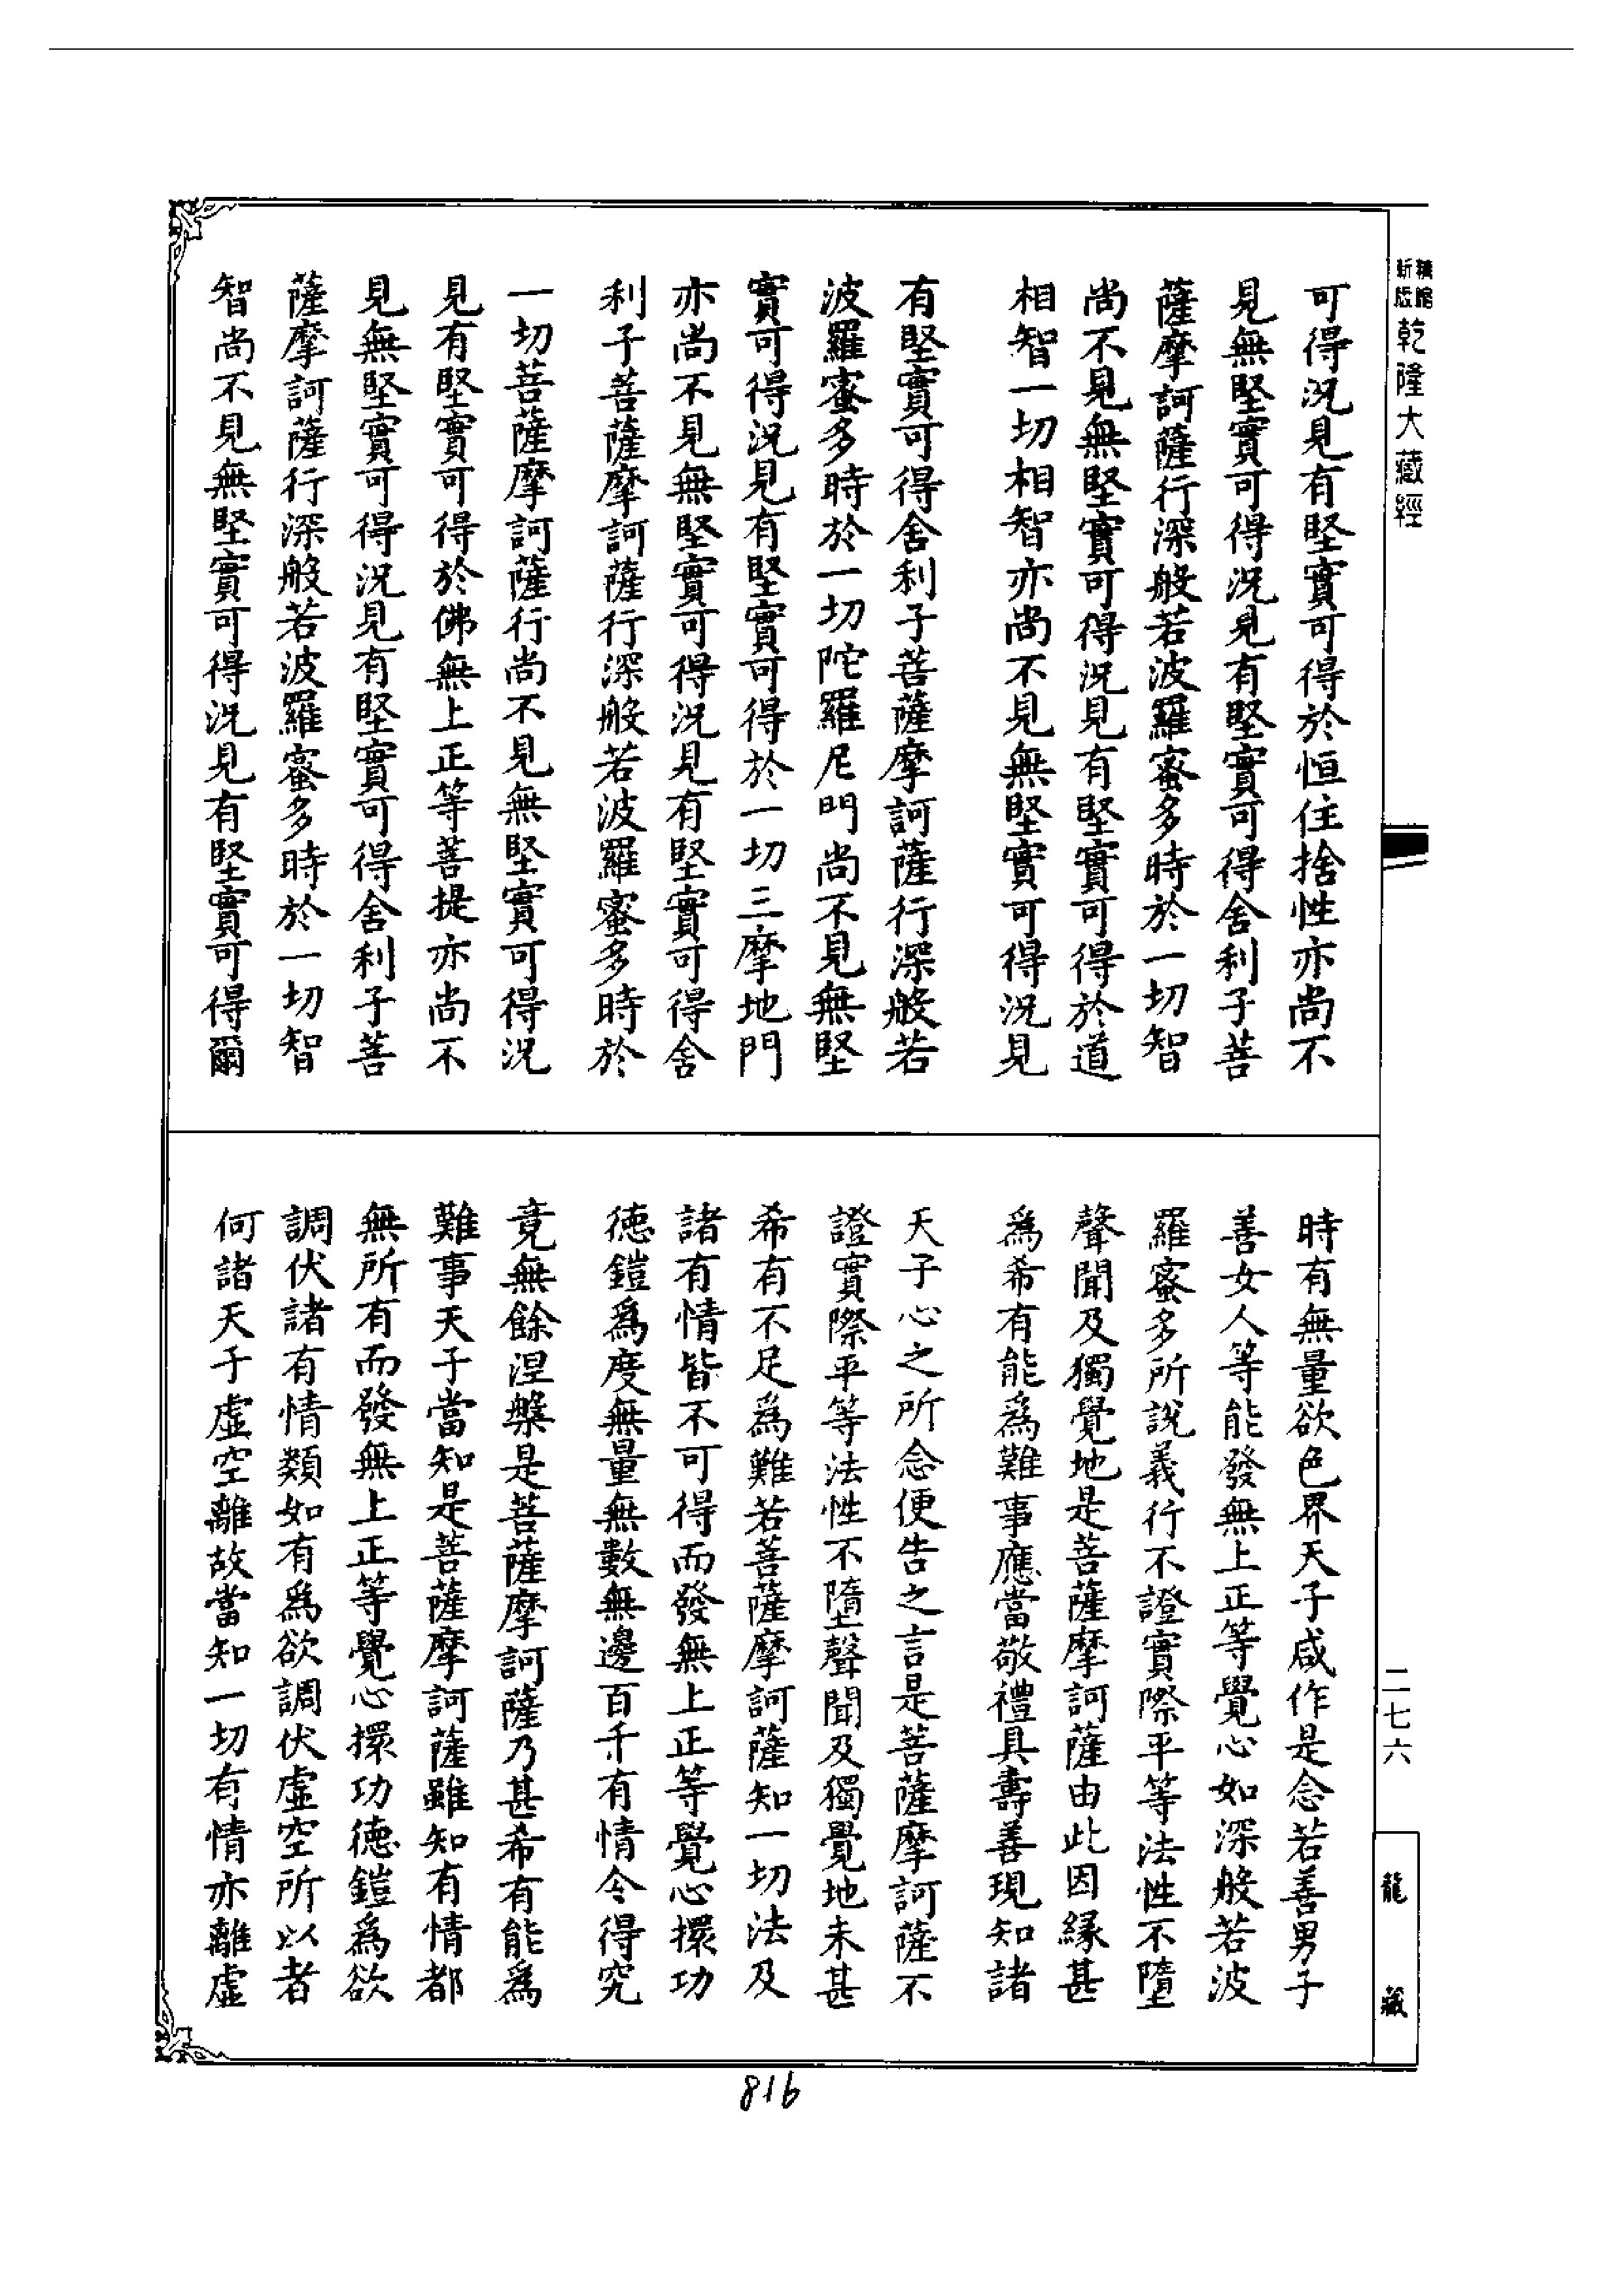 精縮新版 乾隆大藏經
可得況見有堅實可得於恒住捨性亦尚不
見無堅實可得況見有堅實可得舍利子菩
薩摩訶薩行深般若波羅蜜多時於一切智
尚不見無堅實可得況見有堅實可得於道
相智一切相智亦尚不見無堅實可得況見
有堅實可得舍利子菩薩摩訶薩行深般若
波羅蜜多時於一切陀羅尼門尚不見無堅
實可得況見有堅實可得於一切三摩地門
亦尚不見無堅實可得況見有堅實可得舍
利子菩薩摩訶薩行深般若波羅蜜多時於
一切菩薩摩訶薩行尚不見無堅實可得況
見有堅實可得於佛無上正等菩提亦尚不
見無堅實可得況見有堅實可得舍利子菩
薩摩訶薩行深般若波羅蜜多時於一切智
智尚不見無堅實可得況見有堅實可得爾
時有無量欲色界天子咸作是念若善男子
善女人等能發無上正等覺心如深般若波
羅蜜多所說義行不證實際平等法性不墮
聲聞及獨覺地是菩薩摩訶薩由此因緣甚
為希有能為難事應當敬禮具壽善現知諸
天子心之所念便告之言是菩薩摩訶薩不
證實際平等法性不墮聲聞及獨覺地未甚
希有不足為難若菩薩摩訶薩知一切法及
諸有情皆不可得而發無上正等覺心擐功
德鎧為度無量無數無邊百千有情令得究
竟無餘涅槃是菩薩摩訶薩乃甚希有能為
難事天子當知是菩薩摩訶薩雖知有情都
無所有而發無上正等覺心擐功德鎧為欲
調伏諸有情類如有為欲調伏虛空所以者
何諸天子虛空離故當知一切有情亦離虛
二七六
龍藏
816